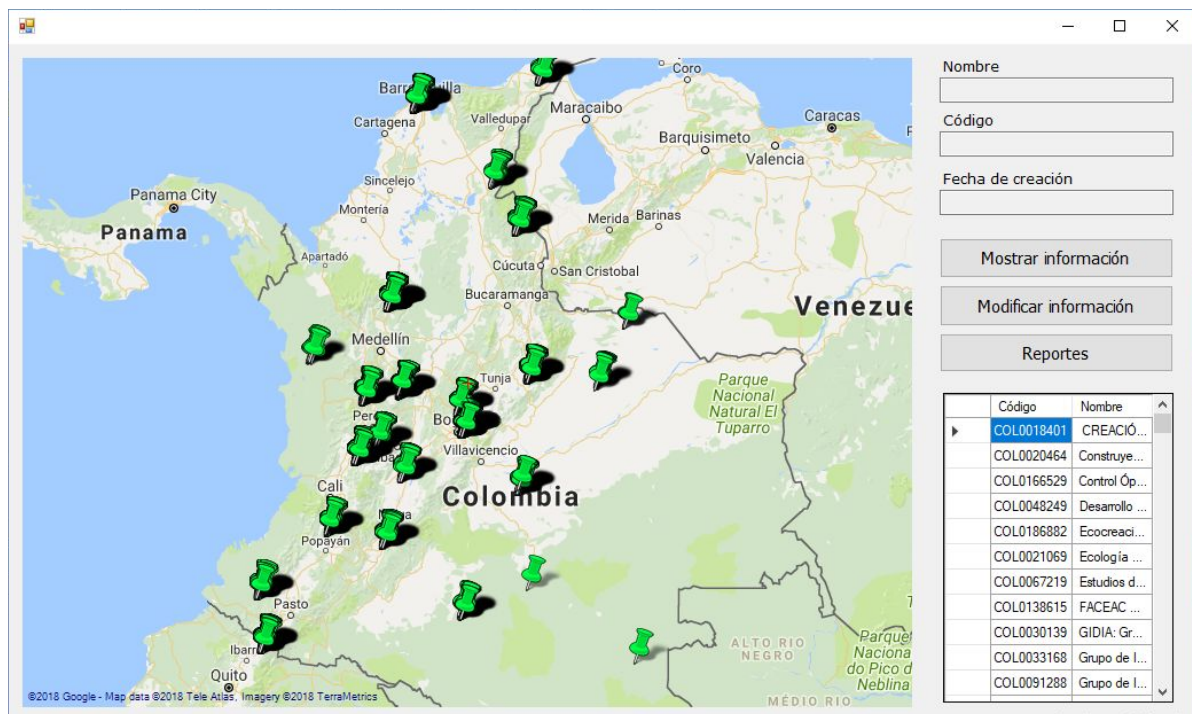 Coro
Maracaibo
Valledupar
Cartagena
Caracas
Barquisimeto
Valencia
Sincelejo
Panama City
Montería
Merida
Barinas
Panama
Apartadó
Cúcuta
San Cristobal
Bucaramanga
Venezue
Medellín
Tunja
Parque
Nacional
Natural El
Tuparro
Villavicencio
Cali
Colombia
Popayán
Pasto
ALTO RIO
NEGRO
Parque
Naciona
do Pico d
Neblina
Quito
MÉDIO RIO
©2018 Google - Map data ©2018 Tele Atlas, Imagery ©2018 TerraMetrics
Nombre
Código
Fecha de creación
Mostrar información
Modificar información
Reportes
Código Nombre
COL0018401 CREACIÓ...
COL0020464 Construye...
COL0166529 Control Óp...
COL0048249 Desarrollo ...
COL0186882 Ecocreaci...
COL0021069 Ecología ...
COL0067219 Estudios d...
COL0138615 FACEAC ...
COL0030139 GIDIA: Gr...
COL0033168 Grupo de I...
COL0091288 Grupo de I...